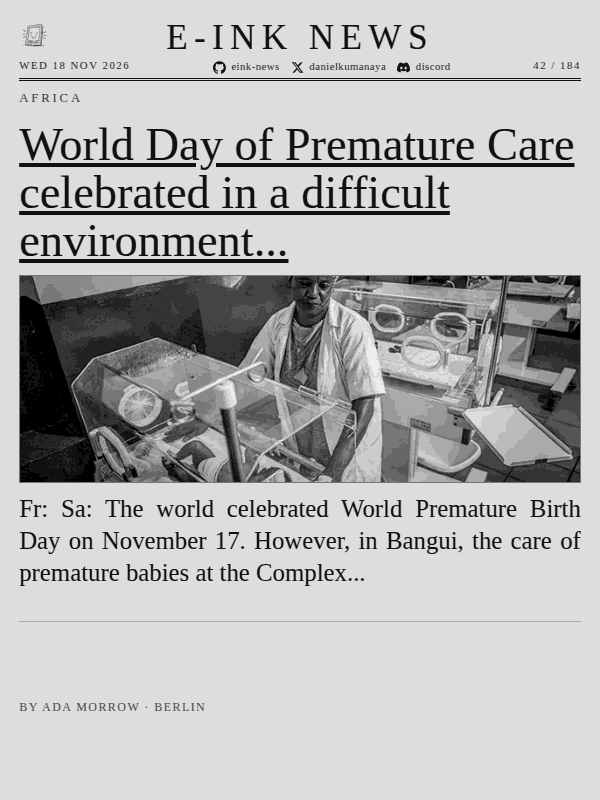 E-INK NEWS
WED 18 NOV 2026
eink-news danielkumanaya discord
42 / 184
AFRICA
World Day of Premature Care
celebrated in a difficult
environment...
Fr: Sa: The world celebrated World Premature Birth
Day on November 17. However, in Bangui, the care of
premature babies at the Complex...
BY ADA MORROW · BERLIN